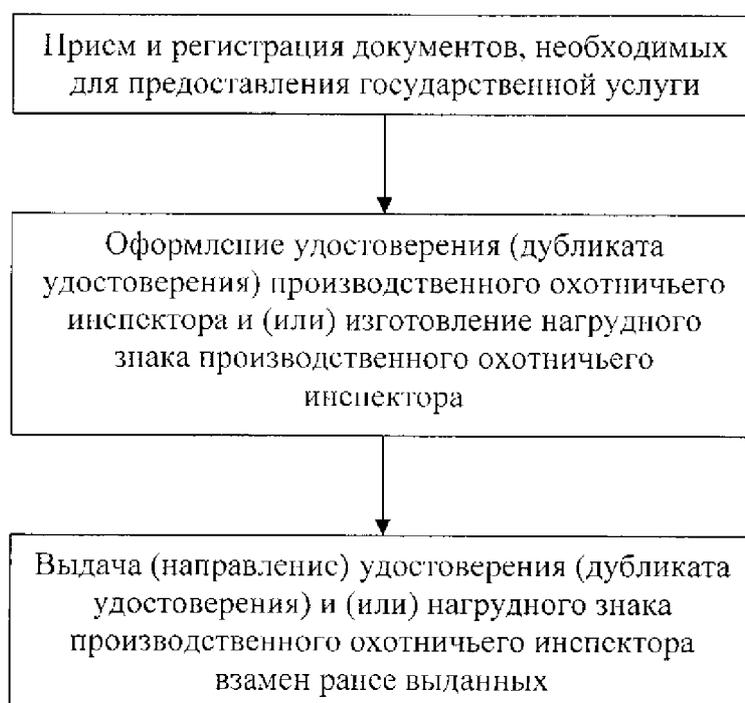 Прием и регистрация документов, необходимых
для предоставления государственной услуги
Оформление удостоверения (дубликата
удостоверения) производственного охотничьего
инспектора и (или) изготовление нагрудного
знака производственного охотничьего
инспектора
Выдача (направление) удостоверения (дубликата
удостоверения) и (или) нагрудного знака
производственного охотничьего инспектора
взамен ранее выданных